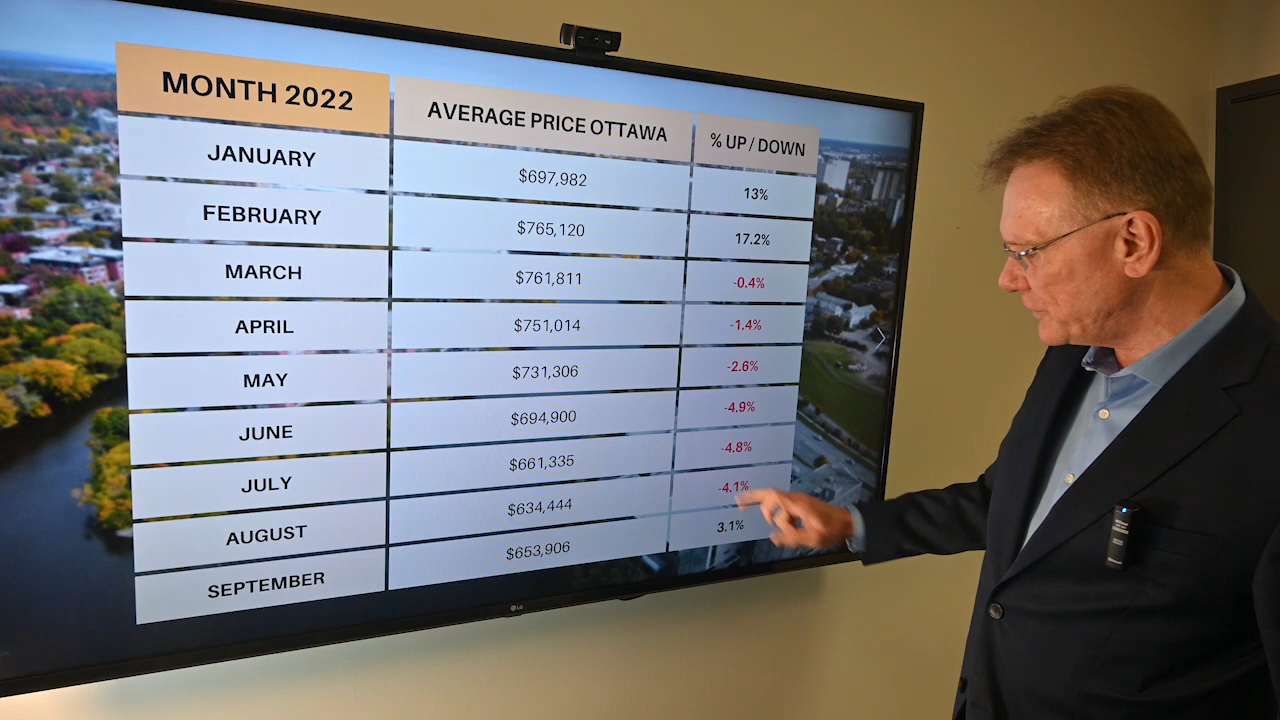 MONTH 2022 AVERAGE PRICE OTTAWA % UP / DOWN
JANUARY $697,982 13%
FEBRUARY $765,120 17.2%
MARCH $761,811 -0.4%
APRIL $751,014 -1.4%
MAY $731,306 -2.6%
JUNE $694,900 -4.9%
JULY $661,335 -4.8%
AUGUST $634,444 -4.1%
SEPTEMBER $653,906 3.1%
LG